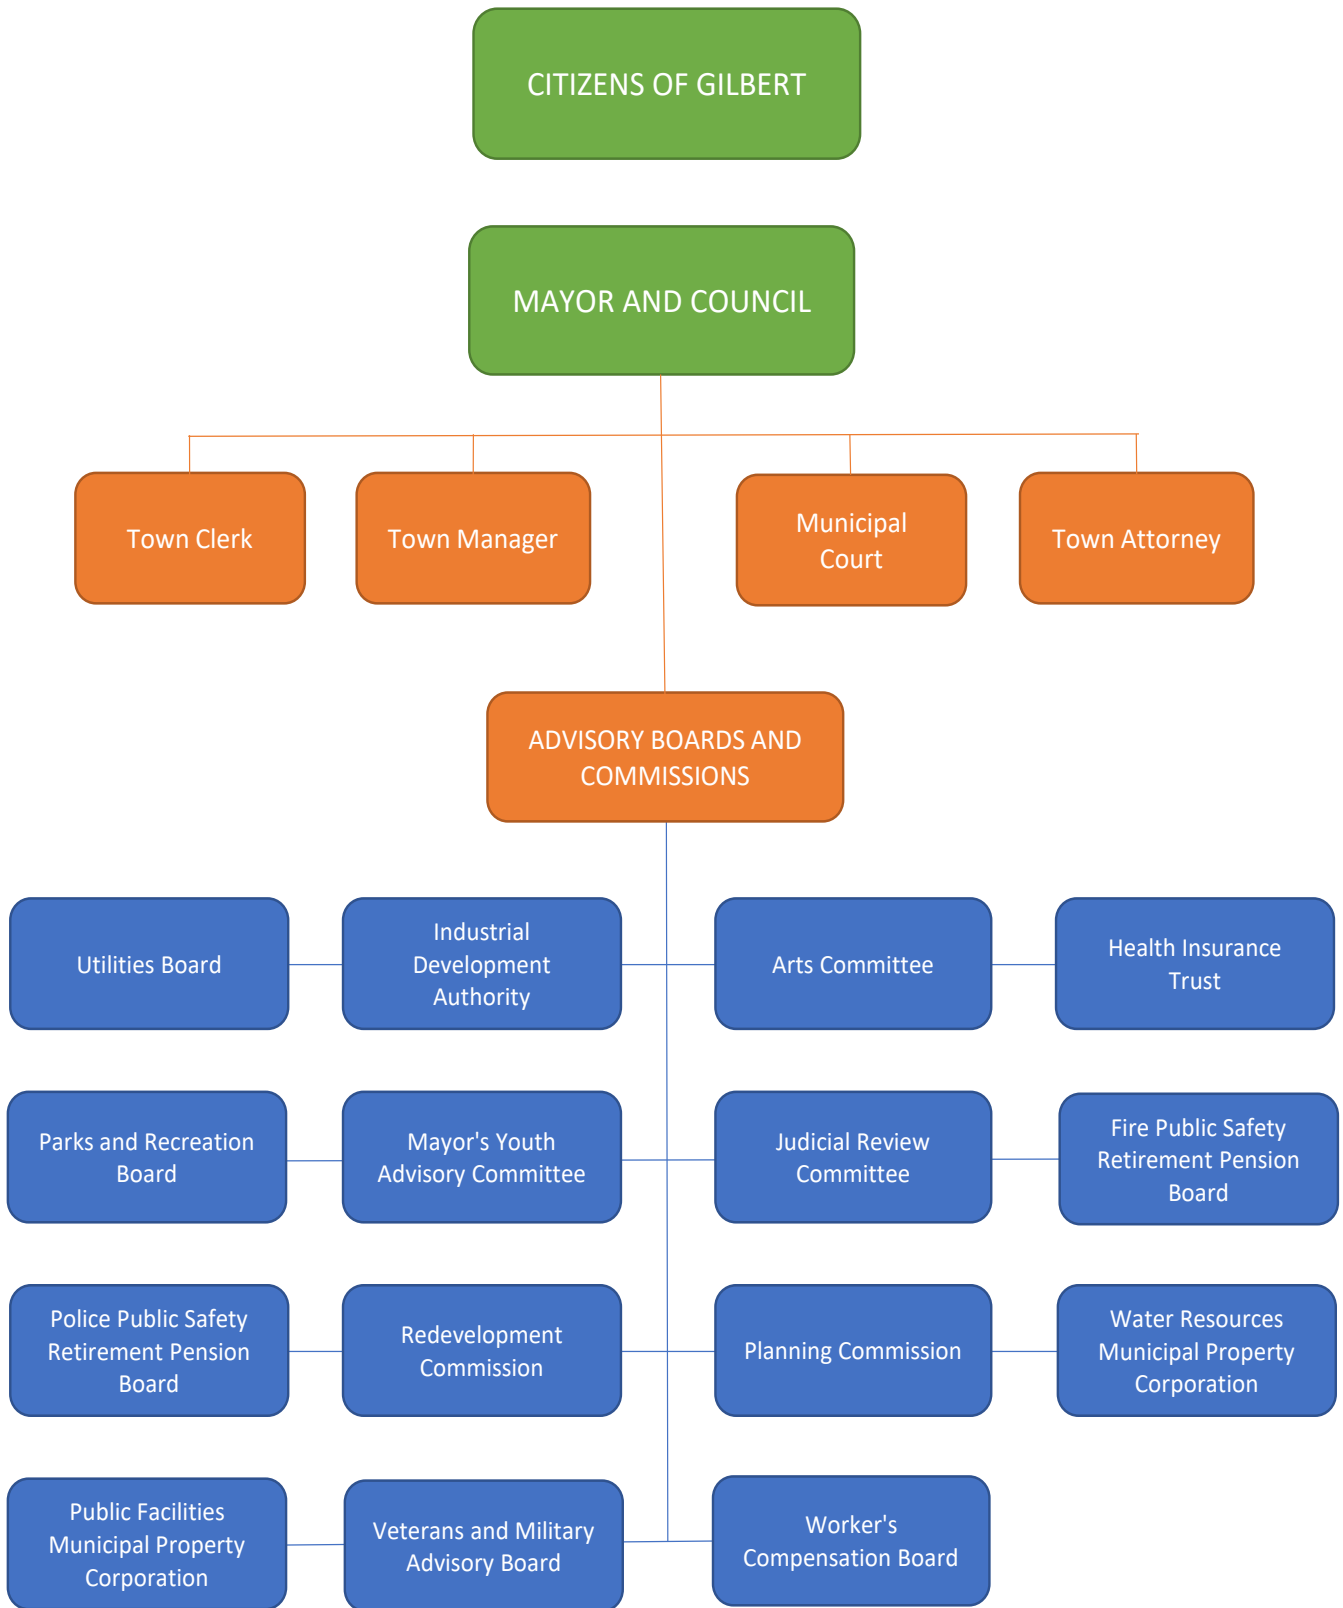 CITIZENS OF GILBERT
MAYOR AND COUNCIL
Town Clerk
Town Manager
Municipal
Court
Town Attorney
ADVISORY BOARDS AND
COMMISSIONS
Utilities Board
Industrial
Development
Authority
Arts Committee
Health Insurance
Trust
Parks and Recreation
Board
Mayor's Youth
Advisory Committee
Judicial Review
Committee
Fire Public Safety
Retirement Pension
Board
Police Public Safety
Retirement Pension
Board
Redevelopment
Commission
Planning Commission
Water Resources
Municipal Property
Corporation
Public Facilities
Municipal Property
Corporation
Veterans and Military
Advisory Board
Worker's
Compensation Board